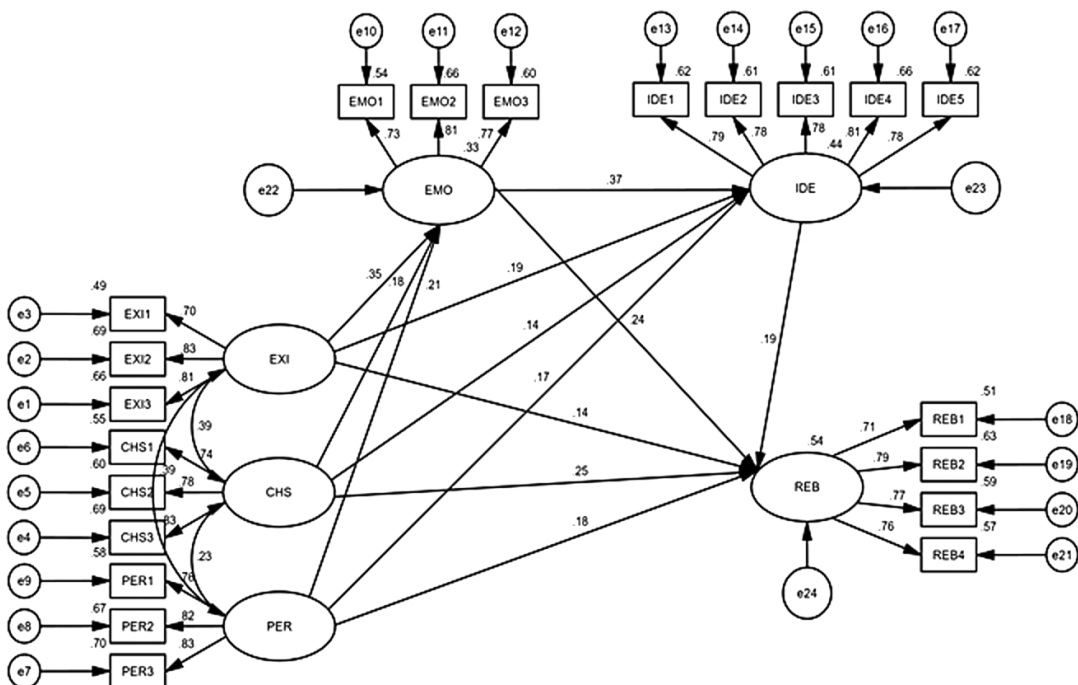 e10 e11 e12 e13 e14 e15 e16 e17
.54 .66 .60 .62 .61 .61 .66 .62
EMO1 EMO2 EMO3 IDE1 IDE2 IDE3 IDE4 IDE5
.73 .81 .77 .79 .78 .78 .81 .78
.33 .44
e22 EMO .37 IDE e23
.35 .18 .21 .19
.49
e3 EXI1 .70
.14 .24
.69
e2 EXI2 .83 EXI
.19
.66
e1 EXI3 .81
.17
.55
.39 .14
e6 CHS1 .74
.51
.71 REB1 e18
.60 .39
.54 .63
e5 CHS2 .78 CHS .25 REB .79 REB2 e19
.69 .59
e4 CHS3 .83 .18 .77 REB3 e20
.58 .23 .57
.76 REB4 e21
e9 PER1 .76
e24
.67
e8 PER2 .82 PER
.70
e7 PER3 .83